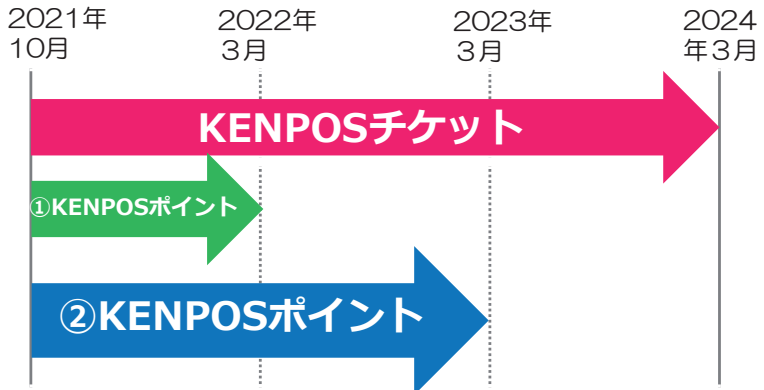 2021年
10月
2022年
3月
2023年
3月
2024
年3月
KENPOSチケット
①KENPOSポイント
②KENPOSポイント